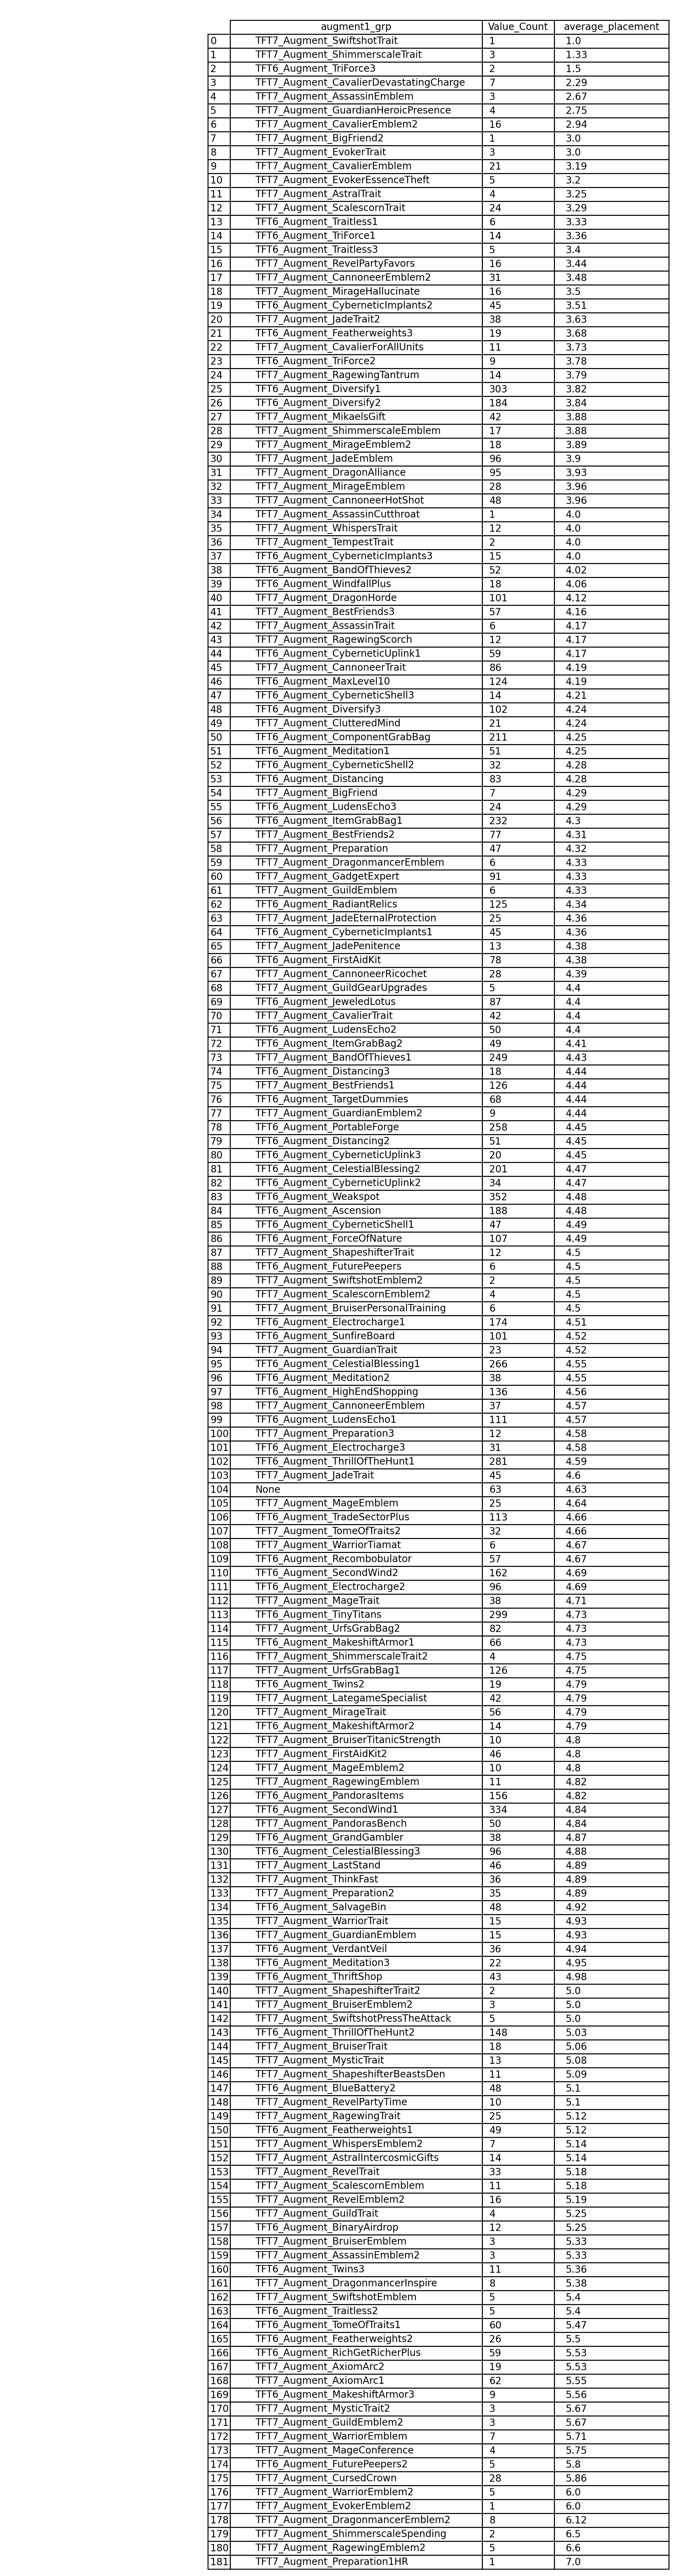 augment1_grp Value_Count average_placement
0 TFT7_Augment_SwiftshotTrait 1 1.0
1 TFT7_Augment_ShimmerscaleTrait 3 1.33
2 TFT6_Augment_TriForce3 2 1.5
3 TFT7_Augment_CavalierDevastatingCharge 7 2.29
4 TFT7_Augment_AssassinEmblem 3 2.67
5 TFT7_Augment_GuardianHeroicPresence 4 2.75
6 TFT7_Augment_CavalierEmblem2 16 2.94
7 TFT7_Augment_BigFriend2 1 3.0
8 TFT7_Augment_EvokerTrait 3 3.0
9 TFT7_Augment_CavalierEmblem 21 3.19
10 TFT7_Augment_EvokerEssenceTheft 5 3.2
11 TFT7_Augment_AstralTrait 4 3.25
12 TFT7_Augment_ScalescornTrait 24 3.29
13 TFT6_Augment_Traitless1 6 3.33
14 TFT6_Augment_TriForce1 14 3.36
15 TFT6_Augment_Traitless3 5 3.4
16 TFT7_Augment_RevelPartyFavors 16 3.44
17 TFT7_Augment_CannoneerEmblem2 31 3.48
18 TFT7_Augment_MirageHallucinate 16 3.5
19 TFT6_Augment_CyberneticImplants2 45 3.51
20 TFT7_Augment_JadeTrait2 38 3.63
21 TFT6_Augment_Featherweights3 19 3.68
22 TFT7_Augment_CavalierForAllUnits 11 3.73
23 TFT6_Augment_TriForce2 9 3.78
24 TFT7_Augment_RagewingTantrum 14 3.79
25 TFT6_Augment_Diversify1 303 3.82
26 TFT6_Augment_Diversify2 184 3.84
27 TFT7_Augment_MikaelsGift 42 3.88
28 TFT7_Augment_ShimmerscaleEmblem 17 3.88
29 TFT7_Augment_MirageEmblem2 18 3.89
30 TFT7_Augment_JadeEmblem 96 3.9
31 TFT7_Augment_DragonAlliance 95 3.93
32 TFT7_Augment_MirageEmblem 28 3.96
33 TFT7_Augment_CannoneerHotShot 48 3.96
34 TFT7_Augment_AssassinCutthroat 1 4.0
35 TFT7_Augment_WhispersTrait 12 4.0
36 TFT7_Augment_TempestTrait 2 4.0
37 TFT6_Augment_CyberneticImplants3 15 4.0
38 TFT6_Augment_BandOfThieves2 52 4.02
39 TFT6_Augment_WindfallPlus 18 4.06
40 TFT7_Augment_DragonHorde 101 4.12
41 TFT7_Augment_BestFriends3 57 4.16
42 TFT7_Augment_AssassinTrait 6 4.17
43 TFT7_Augment_RagewingScorch 12 4.17
44 TFT6_Augment_CyberneticUplink1 59 4.17
45 TFT7_Augment_CannoneerTrait 86 4.19
46 TFT6_Augment_MaxLevel10 124 4.19
47 TFT6_Augment_CyberneticShell3 14 4.21
48 TFT6_Augment_Diversify3 102 4.24
49 TFT7_Augment_ClutteredMind 21 4.24
50 TFT6_Augment_ComponentGrabBag 211 4.25
51 TFT6_Augment_Meditation1 51 4.25
52 TFT6_Augment_CyberneticShell2 32 4.28
53 TFT6_Augment_Distancing 83 4.28
54 TFT7_Augment_BigFriend 7 4.29
55 TFT6_Augment_LudensEcho3 24 4.29
56 TFT6_Augment_ItemGrabBag1 232 4.3
57 TFT7_Augment_BestFriends2 77 4.31
58 TFT7_Augment_Preparation 47 4.32
59 TFT7_Augment_DragonmancerEmblem 6 4.33
60 TFT7_Augment_GadgetExpert 91 4.33
61 TFT7_Augment_GuildEmblem 6 4.33
62 TFT6_Augment_RadiantRelics 125 4.34
63 TFT7_Augment_JadeEternalProtection 25 4.36
64 TFT6_Augment_CyberneticImplants1 45 4.36
65 TFT7_Augment_JadePenitence 13 4.38
66 TFT6_Augment_FirstAidKit 78 4.38
67 TFT7_Augment_CannoneerRicochet 28 4.39
68 TFT7_Augment_GuildGearUpgrades 5 4.4
69 TFT6_Augment_JeweledLotus 87 4.4
70 TFT7_Augment_CavalierTrait 42 4.4
71 TFT6_Augment_LudensEcho2 50 4.4
72 TFT6_Augment_ItemGrabBag2 49 4.41
73 TFT7_Augment_BandOfThieves1 249 4.43
74 TFT6_Augment_Distancing3 18 4.44
75 TFT7_Augment_BestFriends1 126 4.44
76 TFT6_Augment_TargetDummies 68 4.44
77 TFT7_Augment_GuardianEmblem2 9 4.44
78 TFT6_Augment_PortableForge 258 4.45
79 TFT6_Augment_Distancing2 51 4.45
80 TFT6_Augment_CyberneticUplink3 20 4.45
81 TFT6_Augment_CelestialBlessing2 201 4.47
82 TFT6_Augment_CyberneticUplink2 34 4.47
83 TFT6_Augment_Weakspot 352 4.48
84 TFT6_Augment_Ascension 188 4.48
85 TFT6_Augment_CyberneticShell1 47 4.49
86 TFT6_Augment_ForceOfNature 107 4.49
87 TFT7_Augment_ShapeshifterTrait 12 4.5
88 TFT6_Augment_FuturePeepers 6 4.5
89 TFT7_Augment_SwiftshotEmblem2 2 4.5
90 TFT7_Augment_ScalescornEmblem2 4 4.5
91 TFT7_Augment_BruiserPersonalTraining 6 4.5
92 TFT6_Augment_Electrocharge1 174 4.51
93 TFT6_Augment_SunfireBoard 101 4.52
94 TFT7_Augment_GuardianTrait 23 4.52
95 TFT6_Augment_CelestialBlessing1 266 4.55
96 TFT6_Augment_Meditation2 38 4.55
97 TFT6_Augment_HighEndShopping 136 4.56
98 TFT7_Augment_CannoneerEmblem 37 4.57
99 TFT6_Augment_LudensEcho1 111 4.57
100 TFT7_Augment_Preparation3 12 4.58
101 TFT6_Augment_Electrocharge3 31 4.58
102 TFT6_Augment_ThrillOfTheHunt1 281 4.59
103 TFT7_Augment_JadeTrait 45 4.6
104 None 63 4.63
105 TFT7_Augment_MageEmblem 25 4.64
106 TFT6_Augment_TradeSectorPlus 113 4.66
107 TFT7_Augment_TomeOfTraits2 32 4.66
108 TFT7_Augment_WarriorTiamat 6 4.67
109 TFT6_Augment_Recombobulator 57 4.67
110 TFT6_Augment_SecondWind2 162 4.69
111 TFT6_Augment_Electrocharge2 96 4.69
112 TFT7_Augment_MageTrait 38 4.71
113 TFT6_Augment_TinyTitans 299 4.73
114 TFT7_Augment_UrfsGrabBag2 82 4.73
115 TFT6_Augment_MakeshiftArmor1 66 4.73
116 TFT7_Augment_ShimmerscaleTrait2 4 4.75
117 TFT7_Augment_UrfsGrabBag1 126 4.75
118 TFT6_Augment_Twins2 19 4.79
119 TFT7_Augment_LategameSpecialist 42 4.79
120 TFT7_Augment_MirageTrait 56 4.79
121 TFT6_Augment_MakeshiftArmor2 14 4.79
122 TFT7_Augment_BruiserTitanicStrength 10 4.8
123 TFT7_Augment_FirstAidKit2 46 4.8
124 TFT7_Augment_MageEmblem2 10 4.8
125 TFT7_Augment_RagewingEmblem 11 4.82
126 TFT6_Augment_PandorasItems 156 4.82
127 TFT6_Augment_SecondWind1 334 4.84
128 TFT7_Augment_PandorasBench 50 4.84
129 TFT6_Augment_GrandGambler 38 4.87
130 TFT6_Augment_CelestialBlessing3 96 4.88
131 TFT7_Augment_LastStand 46 4.89
132 TFT7_Augment_ThinkFast 36 4.89
133 TFT7_Augment_Preparation2 35 4.89
134 TFT6_Augment_SalvageBin 48 4.92
135 TFT7_Augment_WarriorTrait 15 4.93
136 TFT7_Augment_GuardianEmblem 15 4.93
137 TFT6_Augment_VerdantVeil 36 4.94
138 TFT6_Augment_Meditation3 22 4.95
139 TFT6_Augment_ThriftShop 43 4.98
140 TFT7_Augment_ShapeshifterTrait2 2 5.0
141 TFT7_Augment_BruiserEmblem2 3 5.0
142 TFT7_Augment_SwiftshotPressTheAttack 5 5.0
143 TFT6_Augment_ThrillOfTheHunt2 148 5.03
144 TFT7_Augment_BruiserTrait 18 5.06
145 TFT7_Augment_MysticTrait 13 5.08
146 TFT7_Augment_ShapeshifterBeastsDen 11 5.09
147 TFT6_Augment_BlueBattery2 48 5.1
148 TFT7_Augment_RevelPartyTime 10 5.1
149 TFT7_Augment_RagewingTrait 25 5.12
150 TFT6_Augment_Featherweights1 49 5.12
151 TFT7_Augment_WhispersEmblem2 7 5.14
152 TFT7_Augment_AstralIntercosmicGifts 14 5.14
153 TFT7_Augment_RevelTrait 33 5.18
154 TFT7_Augment_ScalescornEmblem 11 5.18
155 TFT7_Augment_RevelEmblem2 16 5.19
156 TFT7_Augment_GuildTrait 4 5.25
157 TFT6_Augment_BinaryAirdrop 12 5.25
158 TFT7_Augment_BruiserEmblem 3 5.33
159 TFT7_Augment_AssassinEmblem2 3 5.33
160 TFT6_Augment_Twins3 11 5.36
161 TFT7_Augment_DragonmancerInspire 8 5.38
162 TFT7_Augment_SwiftshotEmblem 5 5.4
163 TFT6_Augment_Traitless2 5 5.4
164 TFT6_Augment_TomeOfTraits1 60 5.47
165 TFT6_Augment_Featherweights2 26 5.5
166 TFT6_Augment_RichGetRicherPlus 59 5.53
167 TFT7_Augment_AxiomArc2 19 5.53
168 TFT7_Augment_AxiomArc1 62 5.55
169 TFT6_Augment_MakeshiftArmor3 9 5.56
170 TFT7_Augment_MysticTrait2 3 5.67
171 TFT7_Augment_GuildEmblem2 3 5.67
172 TFT7_Augment_WarriorEmblem 7 5.71
173 TFT7_Augment_MageConference 4 5.75
174 TFT6_Augment_FuturePeepers2 5 5.8
175 TFT7_Augment_CursedCrown 28 5.86
176 TFT7_Augment_WarriorEmblem2 5 6.0
177 TFT7_Augment_EvokerEmblem2 1 6.0
178 TFT7_Augment_DragonmancerEmblem2 8 6.12
179 TFT7_Augment_ShimmerscaleSpending 2 6.5
180 TFT7_Augment_RagewingEmblem2 5 6.6
181 TFT7_Augment_Preparation1HR 1 7.0